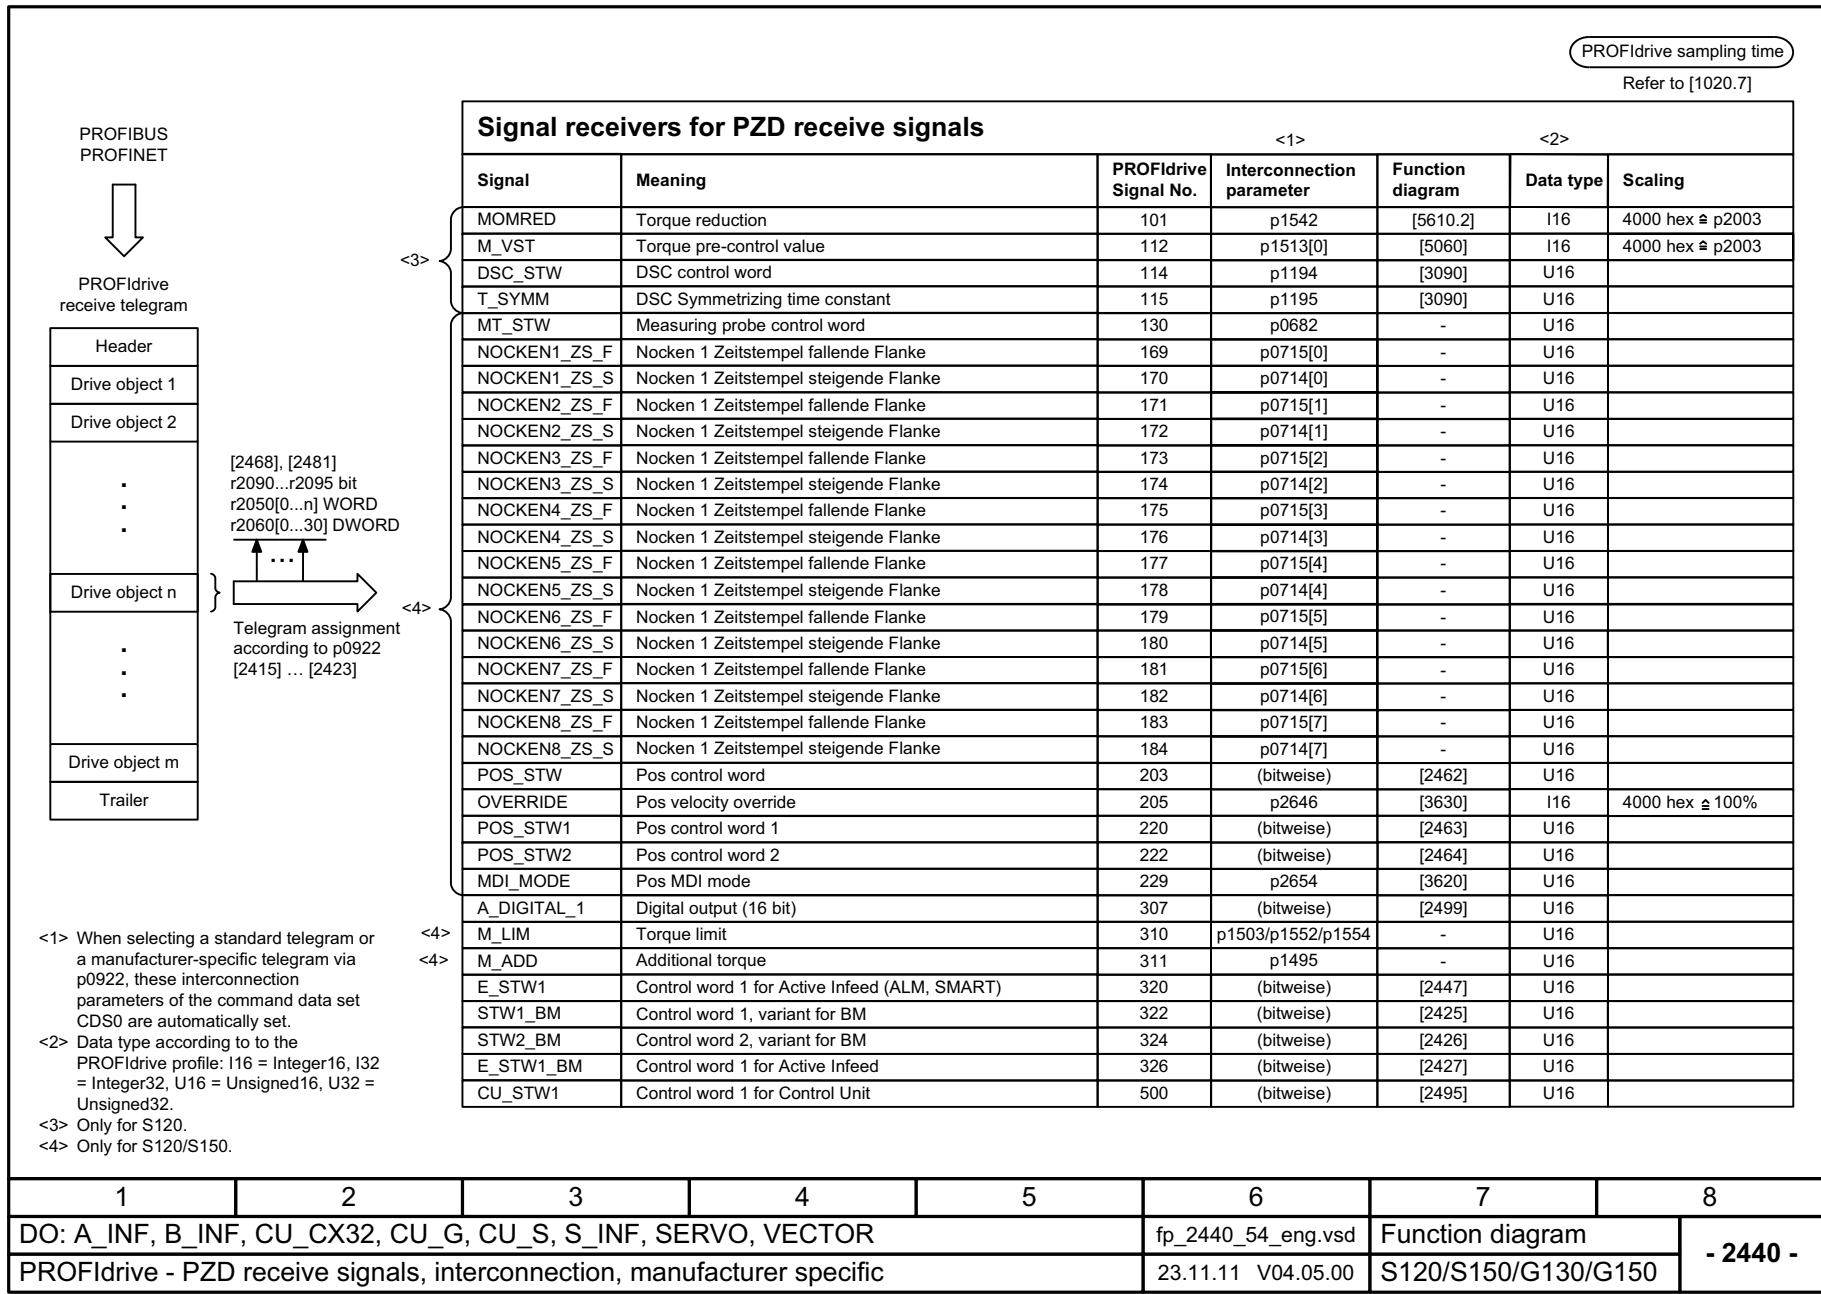 PROFIdrive sampling time
Refer to [1020.7]
PROFIBUS
PROFINET
PROFIdrive
receive telegram
Header
Drive object 1
Drive object 2
.
.
.
Drive object n
.
.
.
Drive object m
Trailer
[2468], [2481]
r2090...r2095 bit
r2050[0...n] WORD
r2060[0...30] DWORD
...
Telegram assignment
according to p0922
[2415] … [2423]
Signal receivers for PZD receive signals <1> <2>
Signal Meaning PROFIdrive Signal No. Interconnection parameter Function diagram Data type Scaling
<3>
MOMRED Torque reduction 101 p1542 [5610.2] I16 4000 hex ≙ p2003
M_VST Torque pre-control value 112 p1513[0] [5060] I16 4000 hex ≙ p2003
DSC_STW DSC control word 114 p1194 [3090] U16
T_SYMM DSC Symmetrizing time constant 115 p1195 [3090] U16
<4>
MT_STW Measuring probe control word 130 p0682 - U16
NOCKEN1_ZS_F Nocken 1 Zeitstempel fallende Flanke 169 p0715[0] - U16
NOCKEN1_ZS_S Nocken 1 Zeitstempel steigende Flanke 170 p0714[0] - U16
NOCKEN2_ZS_F Nocken 1 Zeitstempel fallende Flanke 171 p0715[1] - U16
NOCKEN2_ZS_S Nocken 1 Zeitstempel steigende Flanke 172 p0714[1] - U16
NOCKEN3_ZS_F Nocken 1 Zeitstempel fallende Flanke 173 p0715[2] - U16
NOCKEN3_ZS_S Nocken 1 Zeitstempel steigende Flanke 174 p0714[2] - U16
NOCKEN4_ZS_F Nocken 1 Zeitstempel fallende Flanke 175 p0715[3] - U16
NOCKEN4_ZS_S Nocken 1 Zeitstempel steigende Flanke 176 p0714[3] - U16
NOCKEN5_ZS_F Nocken 1 Zeitstempel fallende Flanke 177 p0715[4] - U16
NOCKEN5_ZS_S Nocken 1 Zeitstempel steigende Flanke 178 p0714[4] - U16
NOCKEN6_ZS_F Nocken 1 Zeitstempel fallende Flanke 179 p0715[5] - U16
NOCKEN6_ZS_S Nocken 1 Zeitstempel steigende Flanke 180 p0714[5] - U16
NOCKEN7_ZS_F Nocken 1 Zeitstempel fallende Flanke 181 p0715[6] - U16
NOCKEN7_ZS_S Nocken 1 Zeitstempel steigende Flanke 182 p0714[6] - U16
NOCKEN8_ZS_F Nocken 1 Zeitstempel fallende Flanke 183 p0715[7] - U16
NOCKEN8_ZS_S Nocken 1 Zeitstempel steigende Flanke 184 p0714[7] - U16
POS_STW Pos control word 203 (bitweise) [2462] U16
OVERRIDE Pos velocity override 205 p2646 [3630] I16 4000 hex ≙ 100%
POS_STW1 Pos control word 1 220 (bitweise) [2463] U16
POS_STW2 Pos control word 2 222 (bitweise) [2464] U16
MDI_MODE Pos MDI mode 229 p2654 [3620] U16
A_DIGITAL_1 Digital output (16 bit) 307 (bitweise) [2499] U16
<4> M_LIM Torque limit 310 p1503/p1552/p1554 - U16
<4> M_ADD Additional torque 311 p1495 - U16
E_STW1 Control word 1 for Active Infeed (ALM, SMART) 320 (bitweise) [2447] U16
STW1_BM Control word 1, variant for BM 322 (bitweise) [2425] U16
STW2_BM Control word 2, variant for BM 324 (bitweise) [2426] U16
E_STW1_BM Control word 1 for Active Infeed 326 (bitweise) [2427] U16
CU_STW1 Control word 1 for Control Unit 500 (bitweise) [2495] U16
<1> When selecting a standard telegram or
a manufacturer-specific telegram via
p0922, these interconnection
parameters of the command data set
CDS0 are automatically set.
<2> Data type according to to the
PROFIdrive profile: I16 = Integer16, I32
= Integer32, U16 = Unsigned16, U32 =
Unsigned32.
<3> Only for S120.
<4> Only for S120/S150.
1 2 3 4 5 6 7 8
DO: A_INF, B_INF, CU_CX32, CU_G, CU_S, S_INF, SERVO, VECTOR fp_2440_54_eng.vsd Function diagram
- 2440 -
PROFIdrive - PZD receive signals, interconnection, manufacturer specific 23.11.11 V04.05.00 S120/S150/G130/G150